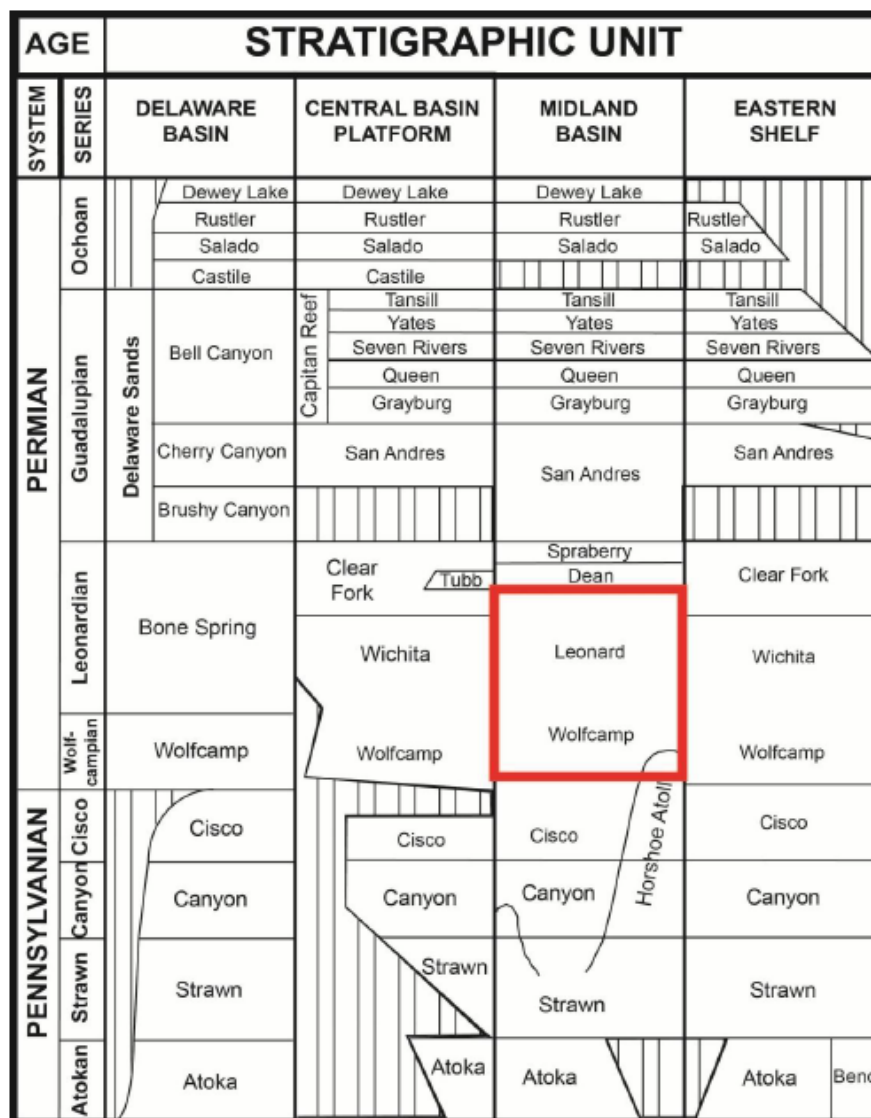 AGE
STRATIGRAPHIC UNIT
SYSTEM
SERIES
DELAWARE
BASIN
CENTRAL BASIN
PLATFORM
MIDLAND
BASIN
EASTERN
SHELF
PERMIAN
Ochoan
Dewey Lake
Dewey Lake
Dewey Lake
Rustler
Rustler
Rustler
Rustler
Salado
Salado
Salado
Salado
Castile
Castile
Guadalupian
Delaware Sands
Bell Canyon
Capitan Reef
Tansill
Tansill
Tansill
Yates
Yates
Yates
Seven Rivers
Seven Rivers
Seven Rivers
Queen
Queen
Queen
Grayburg
Grayburg
Grayburg
Cherry Canyon
San Andres
San Andres
San Andres
Brushy Canyon
Leonardian
Bone Spring
Clear
Fork
Tubb
Spraberry
Dean
Clear Fork
Wichita
Leonard
Wichita
Wolf-
campian
Wolfcamp
Wolfcamp
Wolfcamp
Wolfcamp
PENNSYLVANIAN
Cisco
Cisco
Cisco
Cisco
Cisco
Horshoe Atoll
Canyon
Canyon
Canyon
Canyon
Canyon
Strawn
Strawn
Strawn
Strawn
Strawn
Atokan
Atoka
Atoka
Atoka
Atoka